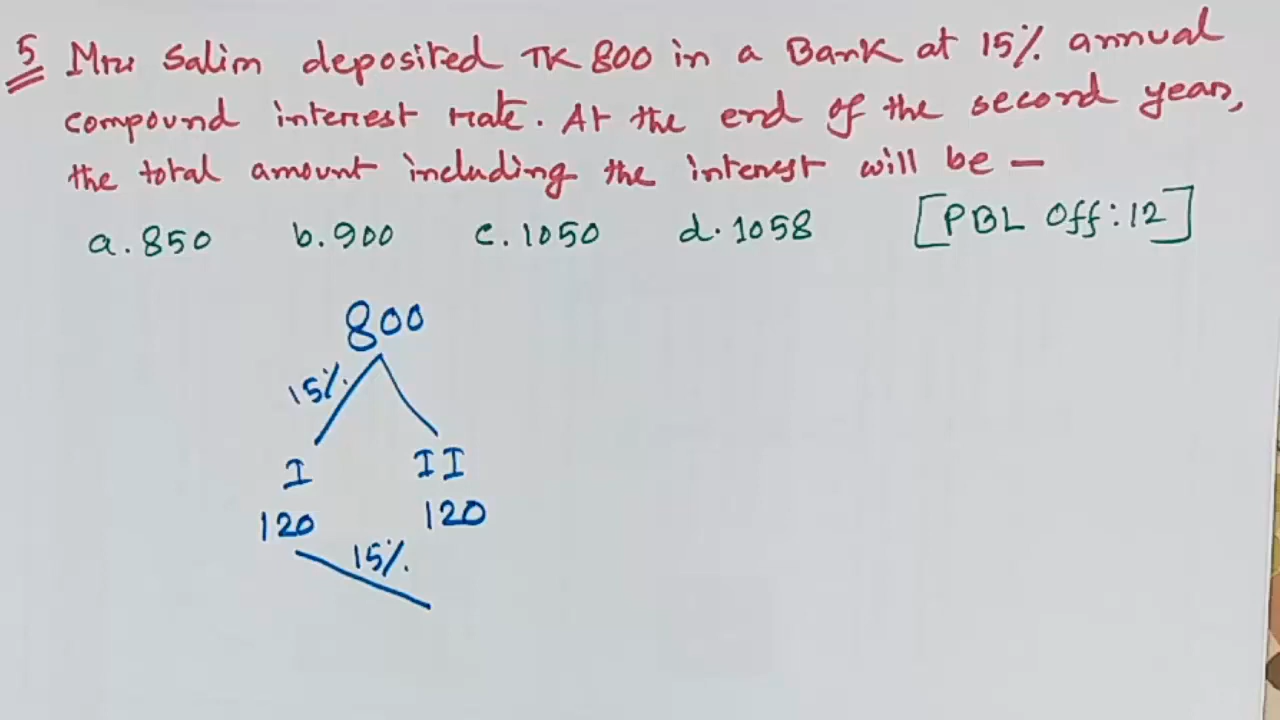 5 Mr. Salim deposited TK 800 in a Bank at 15% annual
compound interest rate. At the end of the second year,
the total amount including the interest will be —
a. 850 b. 900 c. 1050 d. 1058 [PBL Off: 12]
800
15%
I II
120 120
15%